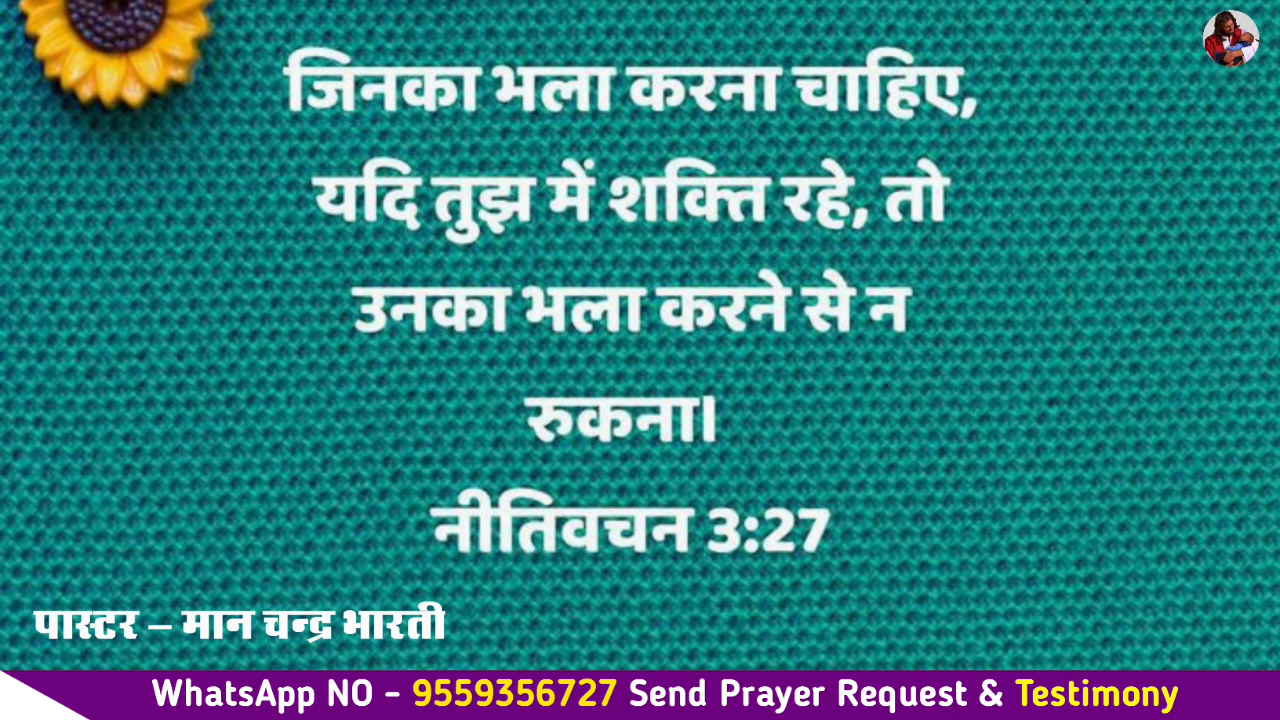 जिनका भला करना चाहिए,
यदि तुझ में शक्ति रहे, तो
उनका भला करने से न
रुकना।
नीतिवचन 3:27
पास्टर – मान चन्द्र भारती
WhatsApp NO - 9559356727 Send Prayer Request & Testimony